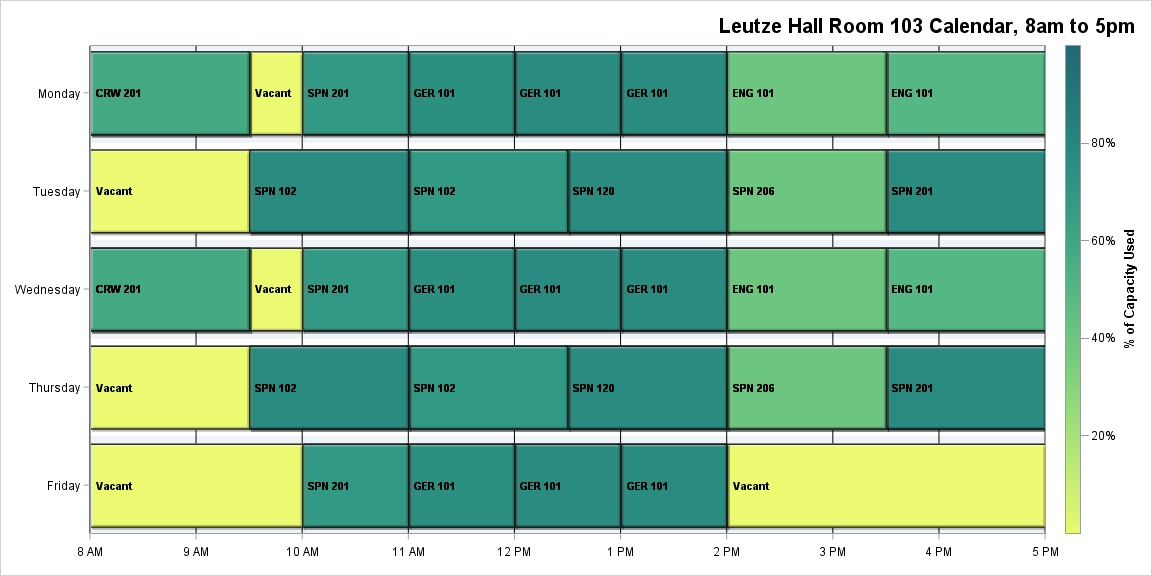 Leutze Hall Room 103 Calendar, 8am to 5pm
Monday
CRW 201
Vacant
SPN 201
GER 101
GER 101
GER 101
ENG 101
ENG 101
Tuesday
Vacant
SPN 102
SPN 102
SPN 120
SPN 206
SPN 201
Wednesday
CRW 201
Vacant
SPN 201
GER 101
GER 101
GER 101
ENG 101
ENG 101
Thursday
Vacant
SPN 102
SPN 102
SPN 120
SPN 206
SPN 201
Friday
Vacant
SPN 201
GER 101
GER 101
GER 101
Vacant
8 AM
9 AM
10 AM
11 AM
12 PM
1 PM
2 PM
3 PM
4 PM
5 PM
80%
60%
40%
20%
% of Capacity Used